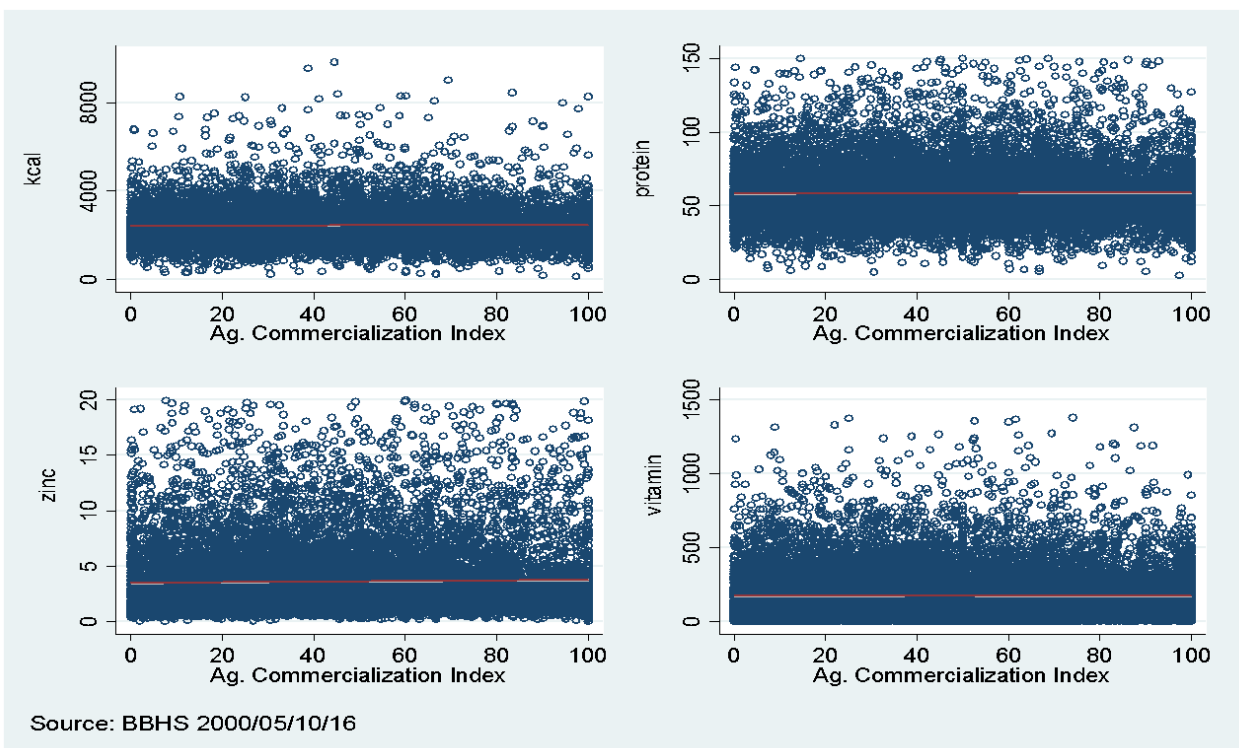 kcal
8000
4000
0
0 20 40 60 80 100
Ag. Commercialization Index
protein
150
100
50
0
0 20 40 60 80 100
Ag. Commercialization Index
zinc
20
15
10
5
0
0 20 40 60 80 100
Ag. Commercialization Index
vitamin
1500
1000
500
0
0 20 40 60 80 100
Ag. Commercialization Index
Source: BBHS 2000/05/10/16